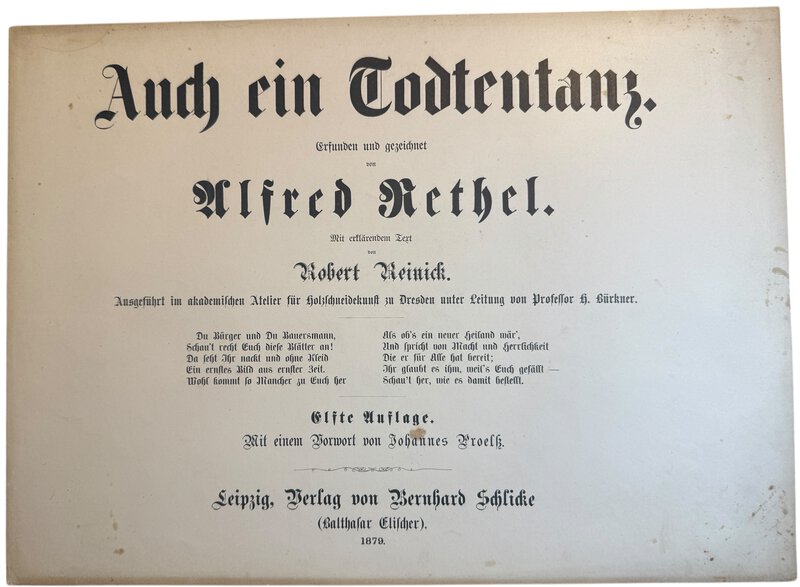 Auch ein Todtentanz.
Erfunden und gezeichnet
von
Alfred Rethel.
Mit erklärendem Text
von
Robert Reinick.
Ausgeführt im akademischen Atelier für Holzschneidekunst zu Dresden unter Leitung von Professor H. Bürkner.
Du Bürger und Du Bauersmann,
Schau't recht Euch diese Blätter an!
Da seht Ihr nackt und ohne Kleid
Ein ernstes Bild aus ernster Zeit.
Wohl kommt so Mancher zu Euch her
Als ob's ein neuer Heiland wär',
Und spricht von Macht und Herrlichkeit
Die er für Alle hat bereit;
Ihr glaubt es ihm, weil's Euch gefällt —
Schau't her, wie es damit bestellt.
Elfte Auflage.
Mit einem Vorwort von Johannes Proelß.
Leipzig, Verlag von Bernhard Schlicke
(Balthasar Elischer).
1879.